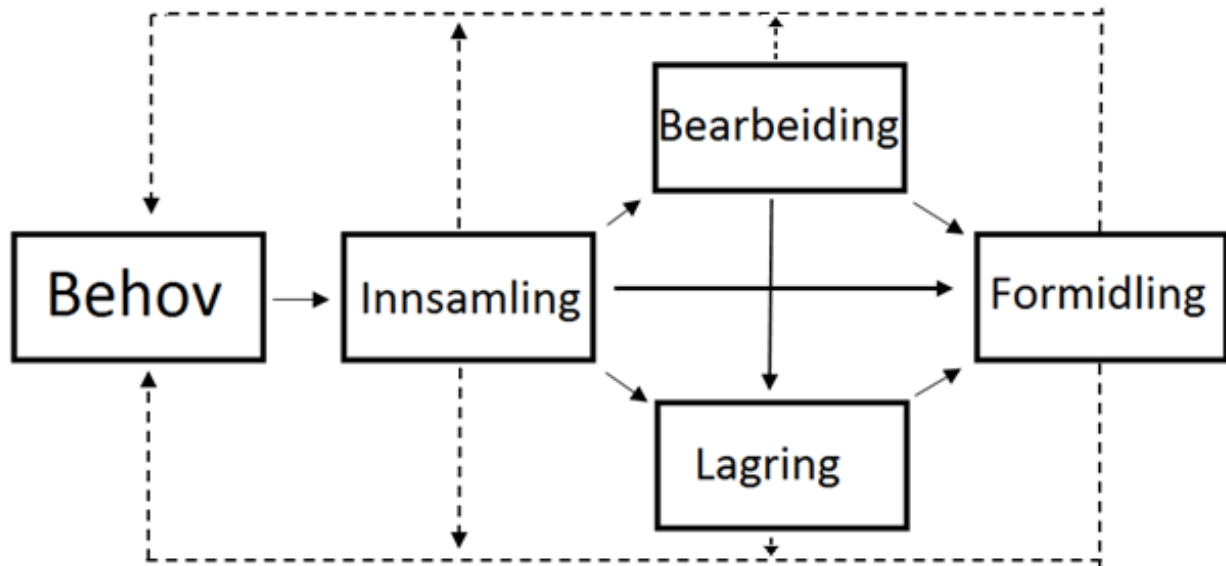 Behov
Innsamling
Bearbeiding
Lagring
Formidling